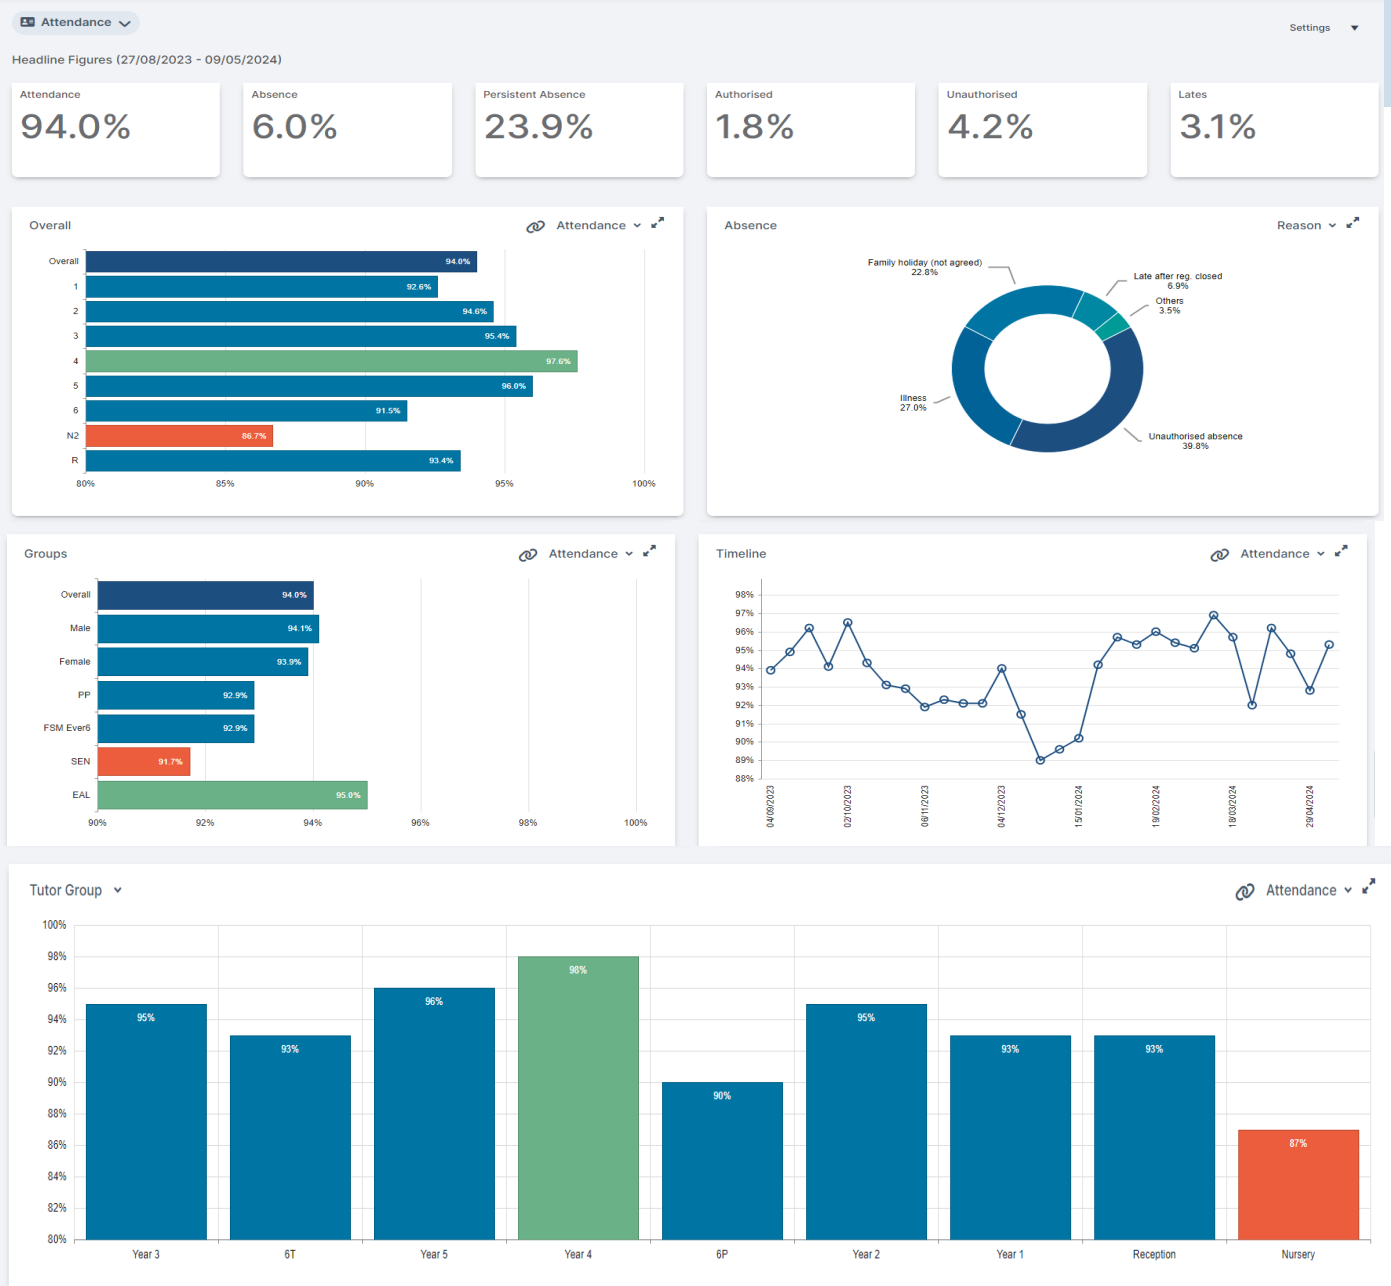 Attendance
Settings
Headline Figures (27/08/2023 - 09/05/2024)
Attendance
94.0%
Absence
6.0%
Persistent Absence
23.9%
Authorised
1.8%
Unauthorised
4.2%
Lates
3.1%
Overall
Attendance
Overall
94.0%
1
92.6%
2
94.6%
3
95.4%
4
97.6%
5
96.0%
6
91.5%
N2
86.7%
R
93.4%
80% 85% 90% 95% 100%
Absence
Reason
Family holiday (not agreed)
22.8%
Late after reg. closed
6.9%
Others
3.5%
Illness
27.0%
Unauthorised absence
39.8%
Groups
Attendance
Overall
94.0%
Male
94.1%
Female
93.9%
PP
92.9%
FSM Ever6
92.9%
SEN
91.7%
EAL
95.0%
90% 92% 94% 96% 98% 100%
Timeline
Attendance
98%
97%
96%
95%
94%
93%
92%
91%
90%
89%
88%
04/09/2023
02/10/2023
06/11/2023
04/12/2023
15/01/2024
19/02/2024
18/03/2024
29/04/2024
Tutor Group
Attendance
100%
98%
96%
94%
92%
90%
88%
86%
84%
82%
80%
95%
93%
96%
98%
90%
95%
93%
93%
87%
Year 3
6T
Year 5
Year 4
6P
Year 2
Year 1
Reception
Nursery